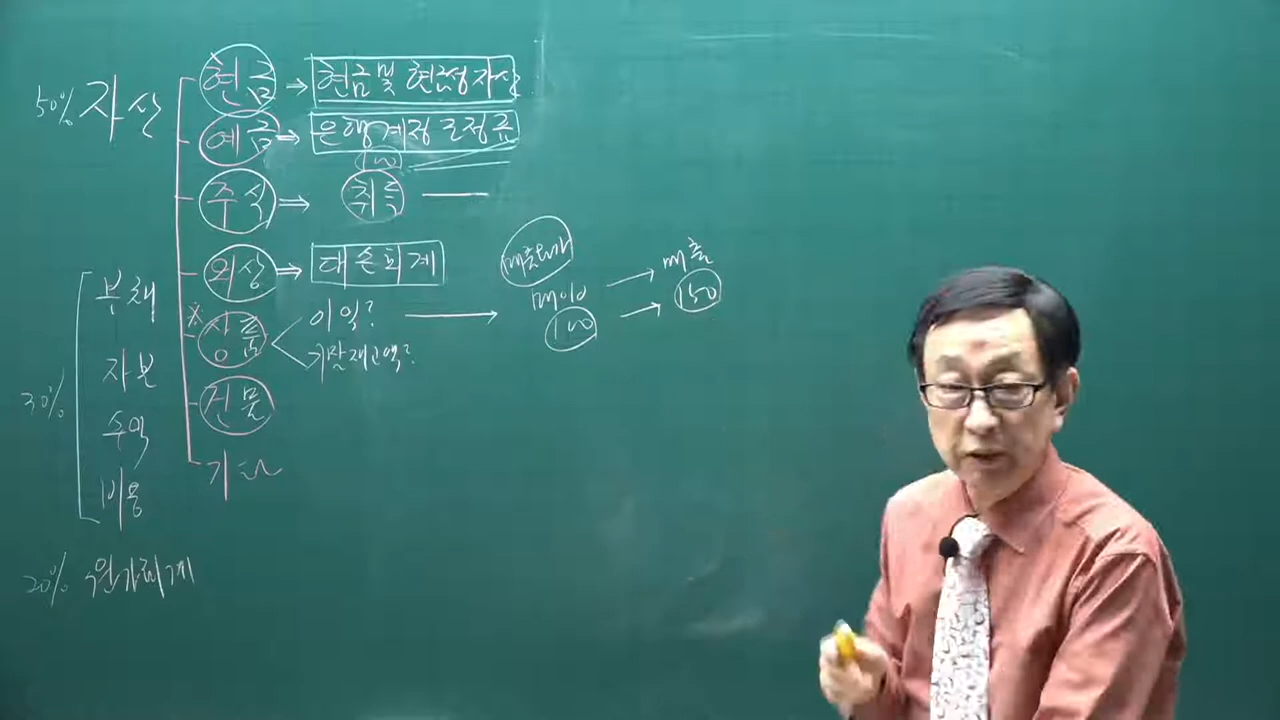 50% 자산
현금 ⇒ 현금 및 현금성자산
예금 ⇒ 은행계정조정표
100
주식 ⇒ 취득
외상 ⇒ 대손회계
※ 상품
이익?
기말재고액?
매출원가
매입 → 매출
100 → 150
건물
기타
30%
부채
자본
수익
비용
20% 원가회계